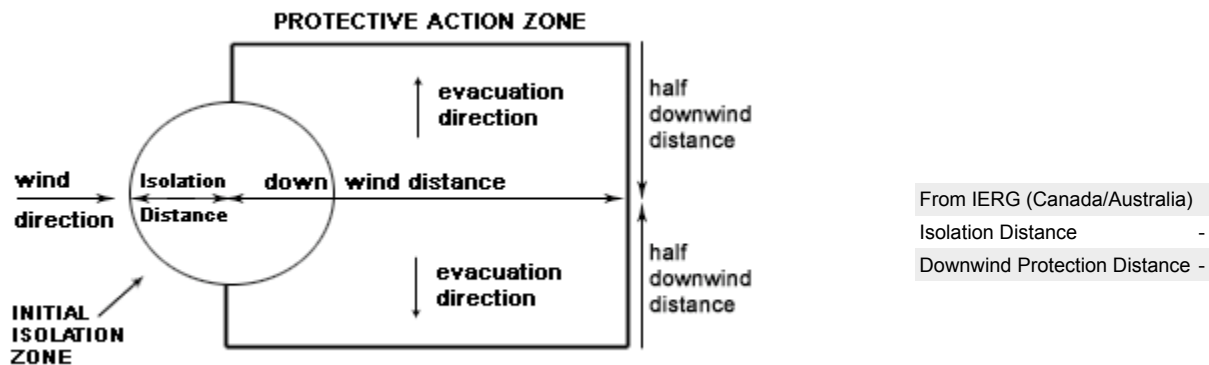 PROTECTIVE ACTION ZONE
evacuation
direction
half
downwind
distance
wind
direction
Isolation
Distance
down wind distance
evacuation
direction
half
downwind
distance
INITIAL
ISOLATION
ZONE
From IERG (Canada/Australia)
Isolation Distance -
Downwind Protection Distance -